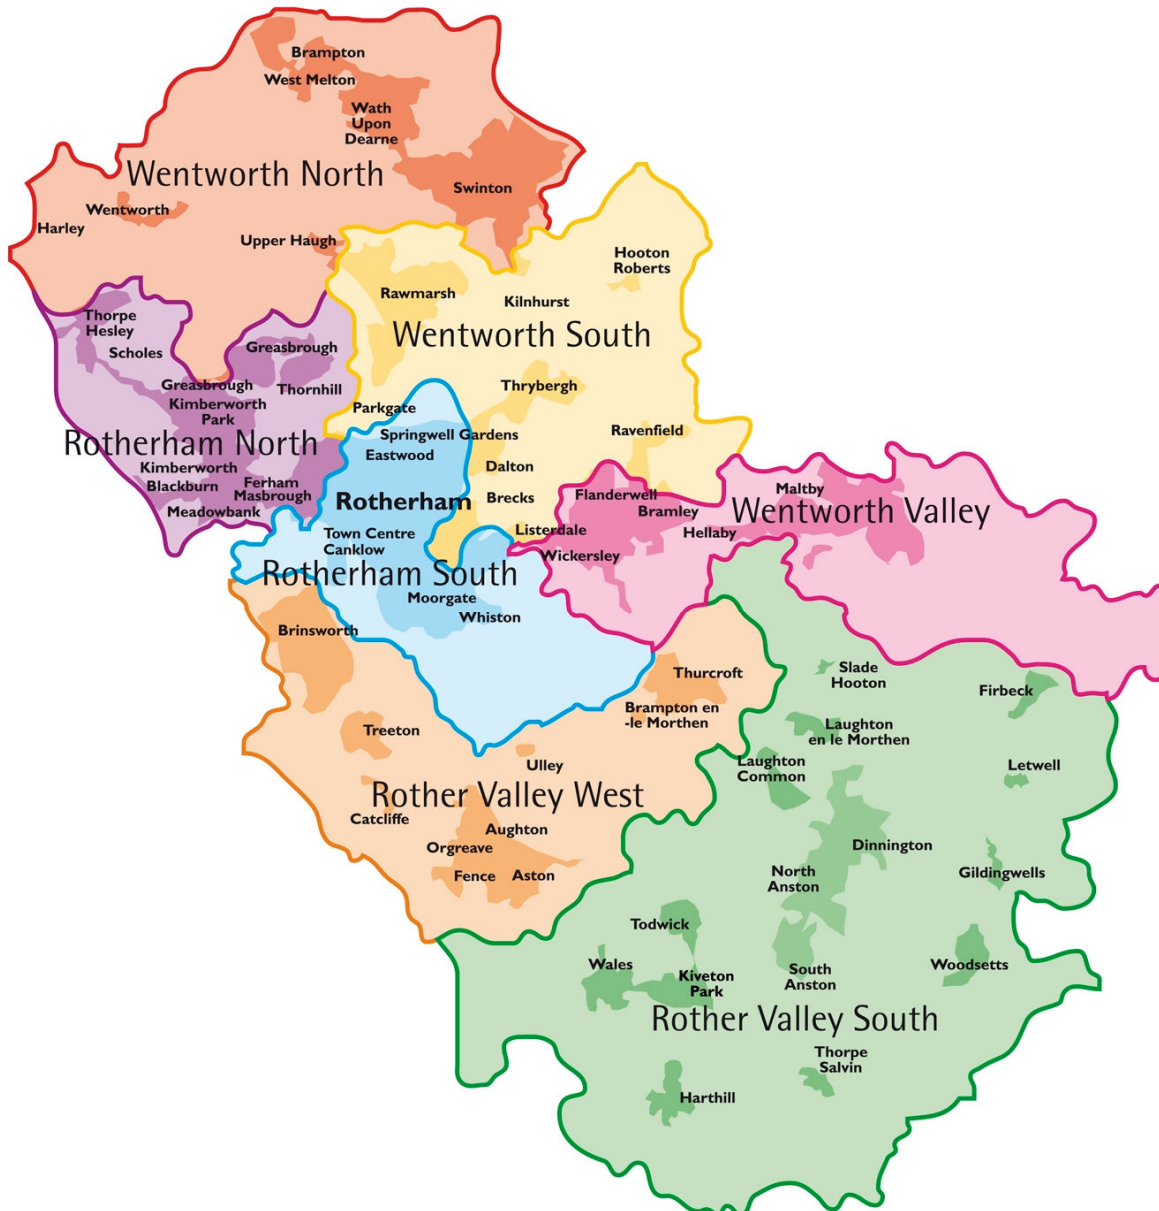 Brampton
West Melton
Wath
Upon
Dearne
Wentworth North
Swinton
Wentworth
Harley
Upper Haugh
Hooton
Roberts
Rawmarsh
Kilnhurst
Wentworth South
Thorpe
Hesley
Scholes
Greasbrough
Greasbrough
Thornhill
Kimberworth
Park
Thrybergh
Parkgate
Springwell Gardens
Ravenfield
Rotherham North
Eastwood
Kimberworth
Dalton
Blackburn
Ferham
Masbrough
Meadowbank
Rotherham
Brecks
Flanderwell
Bramley
Maltby
Wentworth Valley
Hellaby
Listerdale
Town Centre
Canklow
Wickersley
Rotherham South
Moorgate
Whiston
Brinsworth
Thurcroft
Slade
Hooton
Firbeck
Brampton en
-le Morthen
Treeton
Laughton
en le Morthen
Ulley
Laughton
Common
Letwell
Rother Valley West
Catcliffe
Aughton
Orgreave
Dinnington
Fence
Aston
North
Anston
Gildingwells
Todwick
Wales
Kiveton
Park
South
Anston
Woodsetts
Rother Valley South
Thorpe
Salvin
Harthill